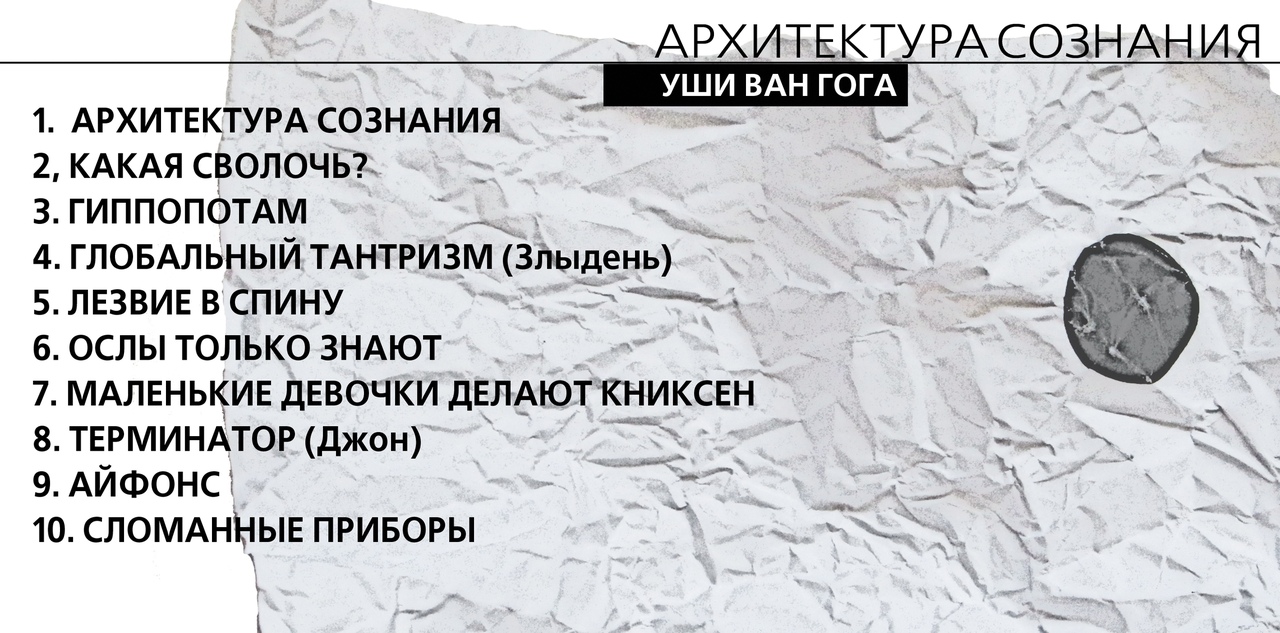 АРХИТЕКТУРА СОЗНАНИЯ
УШИ ВАН ГОГА
1. АРХИТЕКТУРА СОЗНАНИЯ
2, КАКАЯ СВОЛОЧЬ?
3. ГИППОПОТАМ
4. ГЛОБАЛЬНЫЙ ТАНТРИЗМ (Злыдень)
5. ЛЕЗВИЕ В СПИНУ
6. ОСЛЫ ТОЛЬКО ЗНАЮТ
7. МАЛЕНЬКИЕ ДЕВОЧКИ ДЕЛАЮТ КНИКСЕН
8. ТЕРМИНАТОР (Джон)
9. АЙФОНС
10. СЛОМАННЫЕ ПРИБОРЫ